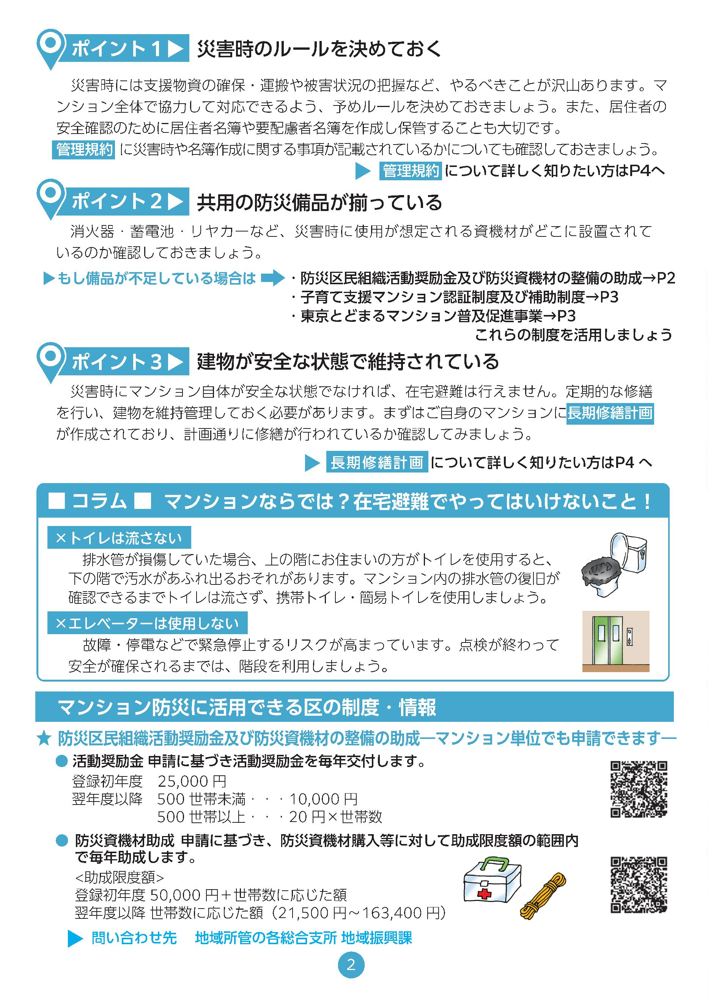 ポイント1▶ 災害時のルールを決めておく
災害時には支援物資の確保・運搬や被害状況の把握など、やるべきことが沢山あります。マ
ンション全体で協力して対応できるよう、予めルールを決めておきましょう。また、居住者の
安全確認のために居住者名簿や要配慮者名簿を作成し保管することも大切です。
管理規約 に災害時や名簿作成に関する事項が記載されているかについても確認しておきましょう。
▶ 管理規約 について詳しく知りたい方はP4へ
ポイント2▶ 共用の防災備品が揃っている
消火器・蓄電池・リヤカーなど、災害時に使用が想定される資機材がどこに設置されて
いるのか確認しておきましょう。
▶もし備品が不足している場合は ・防災区民組織活動奨励金及び防災資機材の整備の助成→P2
・子育て支援マンション認証制度及び補助制度→P3
・東京とどまるマンション普及促進事業→P3
これらの制度を活用しましょう
ポイント3▶ 建物が安全な状態で維持されている
災害時にマンション自体が安全な状態でなければ、在宅避難は行えません。定期的な修繕
を行い、建物を維持管理しておく必要があります。まずはご自身のマンションに長期修繕計画
が作成されており、計画通りに修繕が行われているか確認してみましょう。
▶ 長期修繕計画 について詳しく知りたい方はP4 へ
■ コラム ■ マンションならでは？在宅避難でやってはいけないこと！
×トイレは流さない
排水管が損傷していた場合、上の階にお住まいの方がトイレを使用すると、
下の階で汚水があふれ出るおそれがあります。マンション内の排水管の復旧が
確認できるまでトイレは流さず、携帯トイレ・簡易トイレを使用しましょう。
×エレベーターは使用しない
故障・停電などで緊急停止するリスクが高まっています。点検が終わって
安全が確保されるまでは、階段を利用しましょう。
マンション防災に活用できる区の制度・情報
★ 防災区民組織活動奨励金及び防災資機材の整備の助成―マンション単位でも申請できます―
● 活動奨励金 申請に基づき活動奨励金を毎年交付します。
登録初年度 25,000 円
翌年度以降 500 世帯未満・・・10,000 円
500 世帯以上・・・20 円×世帯数
● 防災資機材助成 申請に基づき、防災資機材購入等に対して助成限度額の範囲内
で毎年助成します。
<助成限度額>
登録初年度 50,000 円＋世帯数に応じた額
翌年度以降 世帯数に応じた額（21,500 円～163,400 円）
▶ 問い合わせ先 地域所管の各総合支所 地域振興課
2